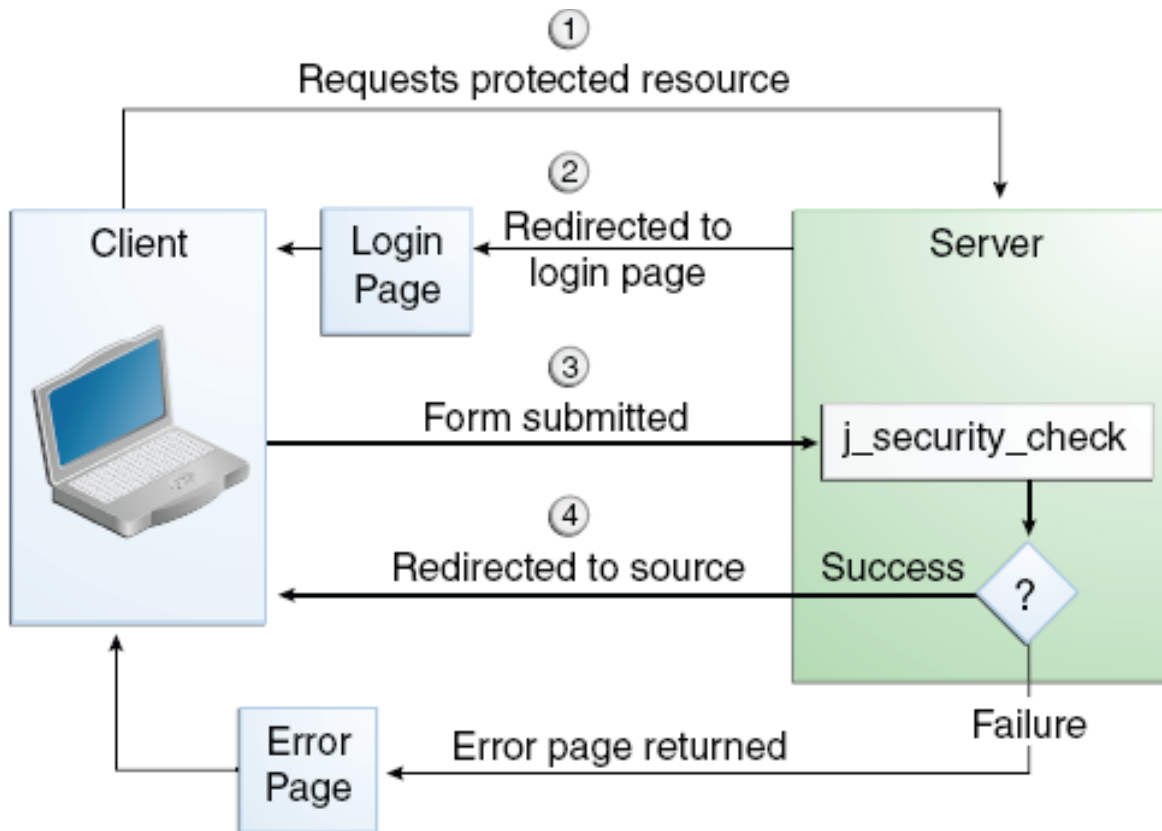 1
Requests protected resource
2
Client
Login
Page
Redirected to
login page
Server
3
Form submitted
j_security_check
4
Redirected to source
Success
?
Failure
Error page returned
Error
Page